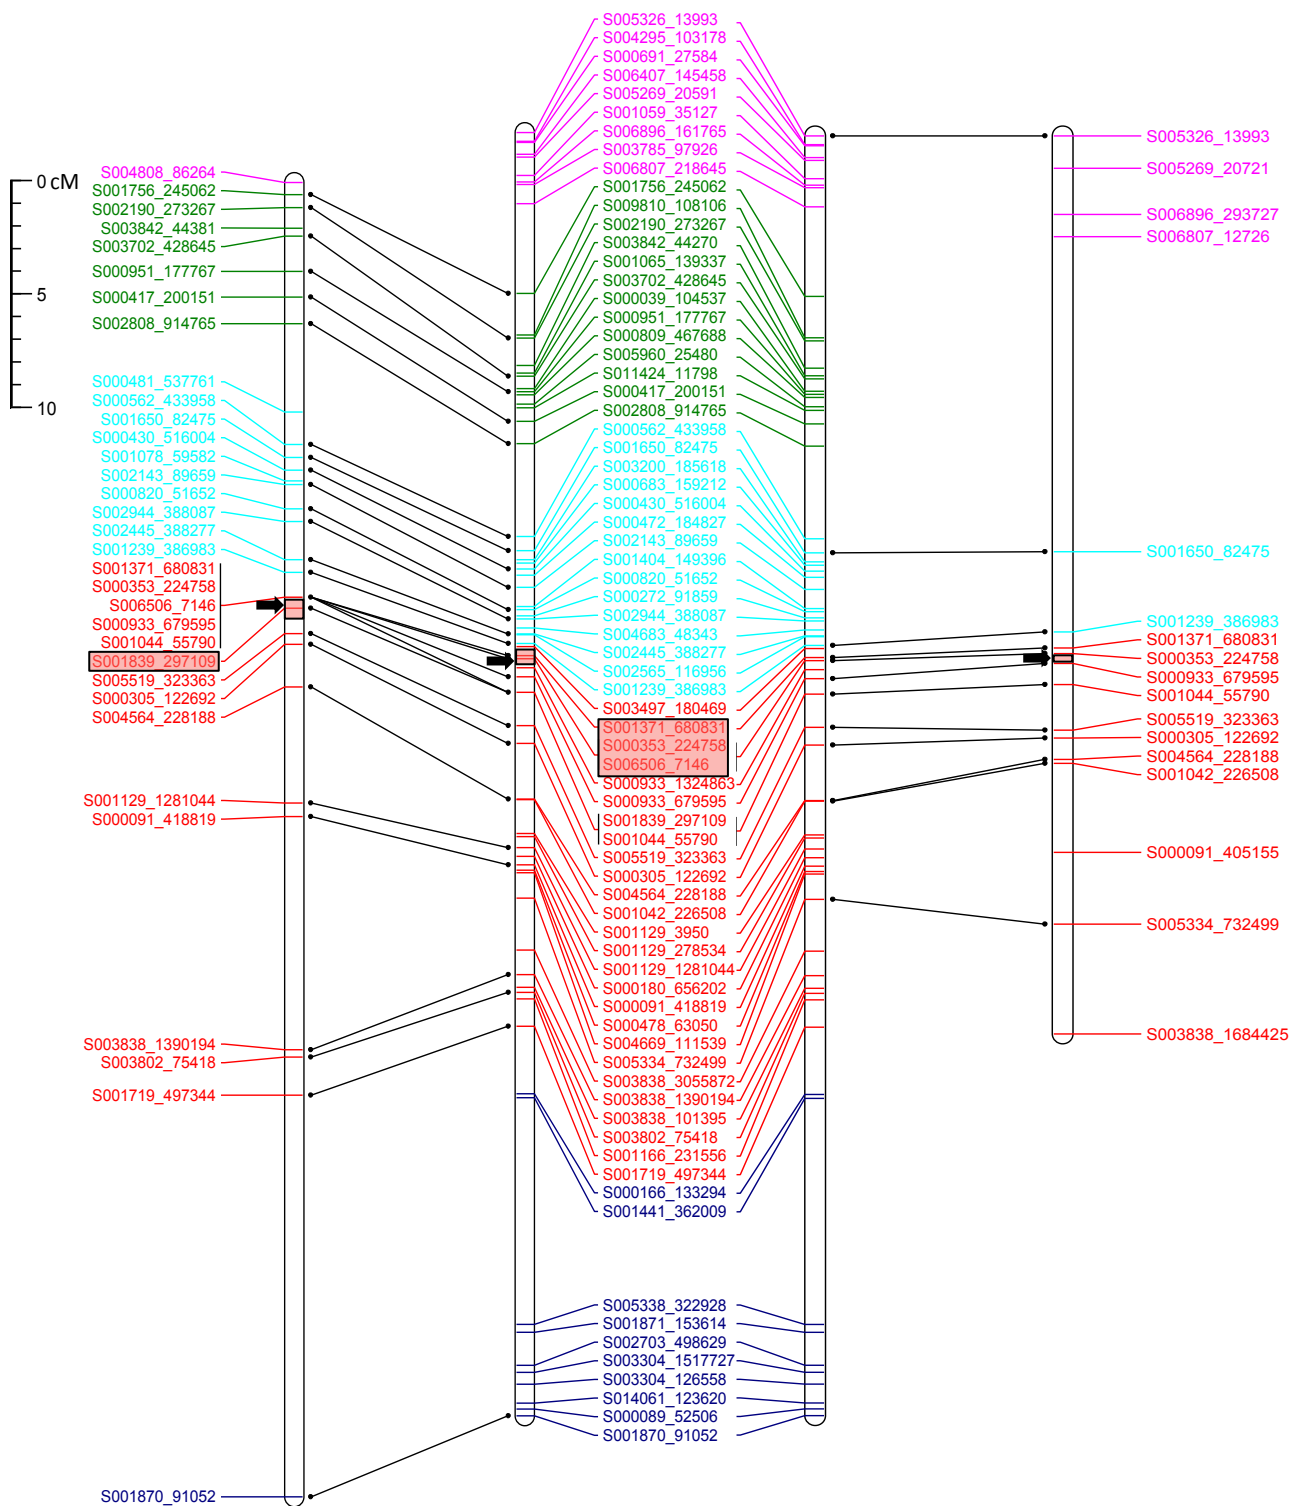 0 cM
5
10
S004808_86264
S001756_245062
S002190_273267
S003842_44381
S003702_428645
S000951_177767
S000417_200151
S002808_914765
S000481_537761
S000562_433958
S001650_82475
S000430_516004
S001078_59582
S002143_89659
S000820_51652
S002944_388087
S002445_388277
S001239_386983
S001371_680831
S000353_224758
S006506_7146
S000933_679595
S001044_55790
S001839_297109
S005519_323363
S000305_122692
S004564_228188
S001129_1281044
S000091_418819
S003838_1390194
S003802_75418
S001719_497344
S001870_91052
S005326_13993
S004295_103178
S000691_27584
S006407_145458
S005269_20591
S001059_35127
S006896_161765
S003785_97926
S006807_218645
S001756_245062
S009810_108106
S002190_273267
S003842_44270
S001065_139337
S003702_428645
S000039_104537
S000951_177767
S000809_467688
S005960_25480
S011424_11798
S000417_200151
S002808_914765
S000562_433958
S001650_82475
S003200_185618
S000683_159212
S000430_516004
S000472_184827
S002143_89659
S001404_149396
S000820_51652
S000272_91859
S002944_388087
S004683_48343
S002445_388277
S002565_116956
S001239_386983
S003497_180469
S001371_680831
S000353_224758
S006506_7146
S000933_1324863
S000933_679595
S001839_297109
S001044_55790
S005519_323363
S000305_122692
S004564_228188
S001042_226508
S001129_3950
S001129_278534
S001129_1281044
S000180_656202
S000091_418819
S000478_63050
S004669_111539
S005334_732499
S003838_3055872
S003838_1390194
S003838_101395
S003802_75418
S001166_231556
S001719_497344
S000166_133294
S001441_362009
S005338_322928
S001871_153614
S002703_498629
S003304_1517727
S003304_126558
S014061_123620
S000089_52506
S001870_91052
S005326_13993
S005269_20721
S006896_293727
S006807_12726
S001650_82475
S001239_386983
S001371_680831
S000353_224758
S000933_679595
S001044_55790
S005519_323363
S000305_122692
S004564_228188
S001042_226508
S000091_405155
S005334_732499
S003838_1684425